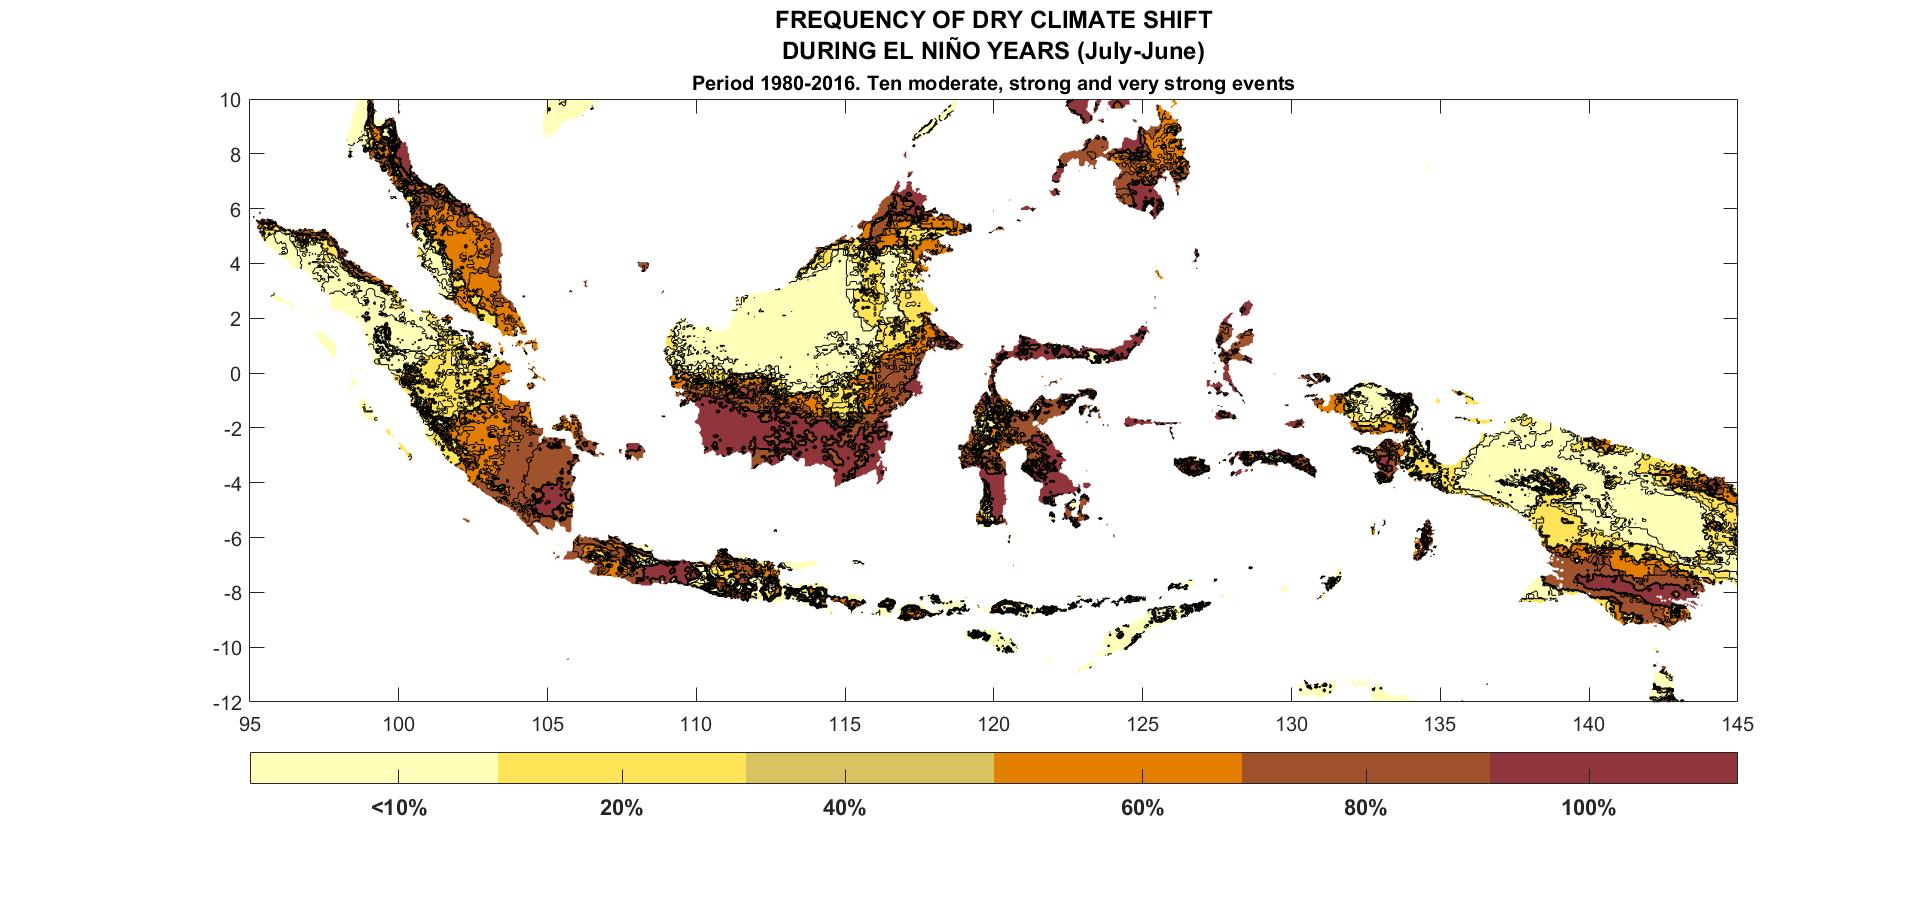 FREQUENCY OF DRY CLIMATE SHIFT
DURING EL NIÑO YEARS (July-June)
Period 1980-2016. Ten moderate, strong and very strong events
10
8
6
4
2
0
-2
-4
-6
-8
-10
-12
95 100 105 110 115 120 125 130 135 140 145
<10% 20% 40% 60% 80% 100%